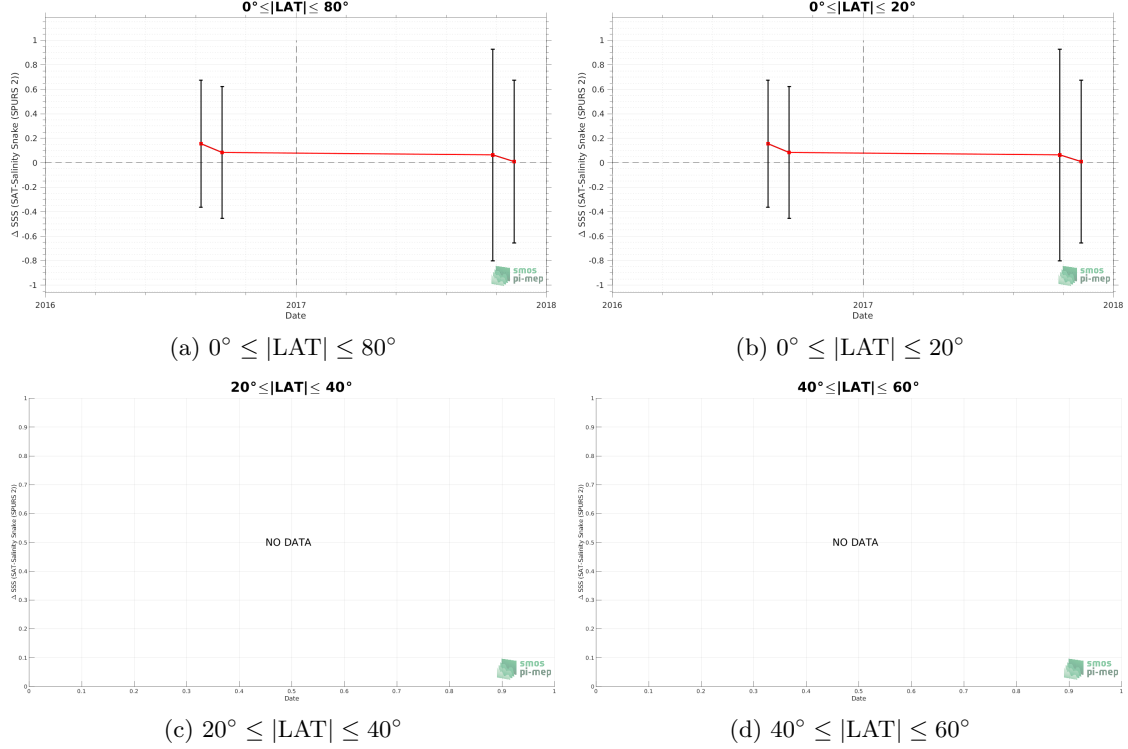 0°≤|LAT|≤ 80°
Δ SSS (SAT-Salinity Snake (SPURS 2))
1
0.8
0.6
0.4
0.2
0
-0.2
-0.4
-0.6
-0.8
-1
2016
2017
2018
Date
smos
pi-mep
(a) 0° ≤ |LAT| ≤ 80°
0°≤|LAT|≤ 20°
Δ SSS (SAT-Salinity Snake (SPURS 2))
1
0.8
0.6
0.4
0.2
0
-0.2
-0.4
-0.6
-0.8
-1
2016
2017
2018
Date
smos
pi-mep
(b) 0° ≤ |LAT| ≤ 20°
20°≤|LAT|≤ 40°
Δ SSS (SAT-Salinity Snake (SPURS 2))
1
0.9
0.8
0.7
0.6
0.5
0.4
0.3
0.2
0.1
0
NO DATA
0 0.1 0.2 0.3 0.4 0.5 0.6 0.7 0.8 0.9 1
Date
smos
pi-mep
(c) 20° ≤ |LAT| ≤ 40°
40°≤|LAT|≤ 60°
Δ SSS (SAT-Salinity Snake (SPURS 2))
1
0.9
0.8
0.7
0.6
0.5
0.4
0.3
0.2
0.1
0
NO DATA
0 0.1 0.2 0.3 0.4 0.5 0.6 0.7 0.8 0.9 1
Date
smos
pi-mep
(d) 40° ≤ |LAT| ≤ 60°